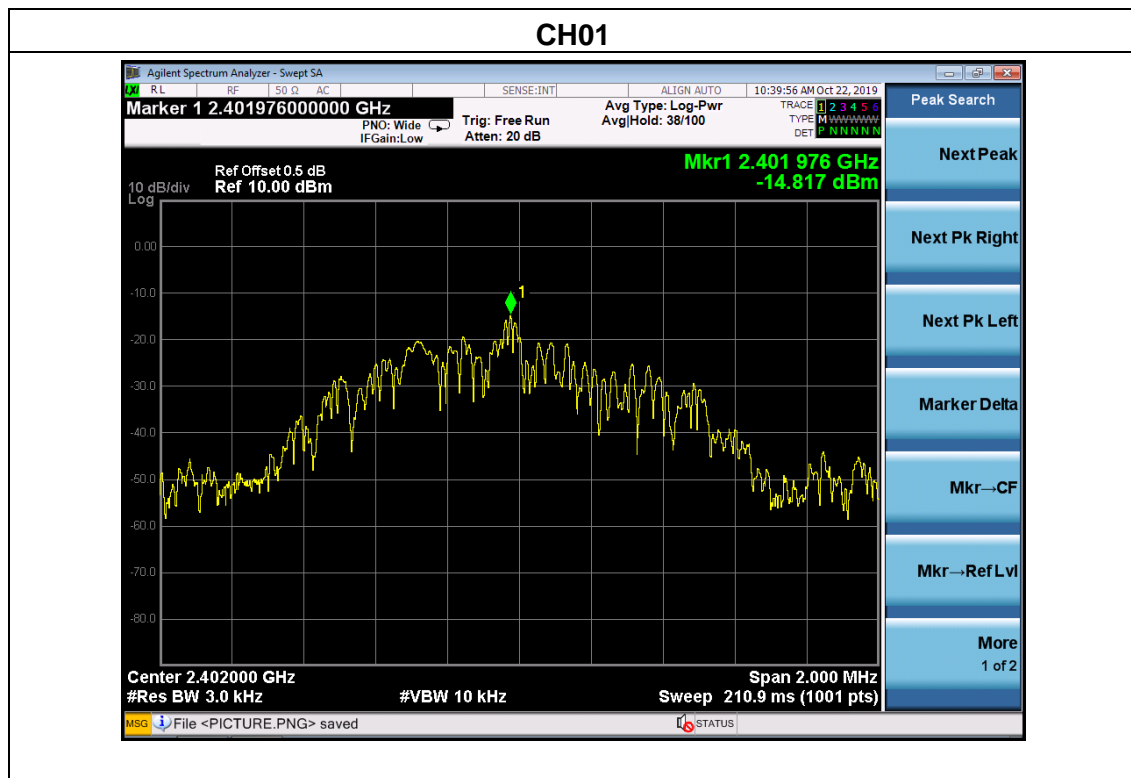 CH01
Agilent Spectrum Analyzer - Swept SA
LXI RL RF 50 Ω AC SENSE:INT ALIGN AUTO 10:39:56 AM Oct 22, 2019
Marker 1 2.401976000000 GHz
PNO: Wide
IFGain:Low
Trig: Free Run
Atten: 20 dB
Avg Type: Log-Pwr
Avg|Hold: 38/100
TRACE 1 2 3 4 5 6
TYPE M W W W W W
DET P N N N N N
Peak Search
Ref Offset 0.5 dB
Ref 10.00 dBm
10 dB/div
Log
Mkr1 2.401 976 GHz
-14.817 dBm
0.00
-10.0
-20.0
-30.0
-40.0
-50.0
-60.0
-70.0
-80.0
1
Center 2.402000 GHz
Span 2.000 MHz
#Res BW 3.0 kHz
#VBW 10 kHz
Sweep 210.9 ms (1001 pts)
Next Peak
Next Pk Right
Next Pk Left
Marker Delta
Mkr→CF
Mkr→Ref Lvl
More
1 of 2
MSG File <PICTURE.PNG> saved
STATUS